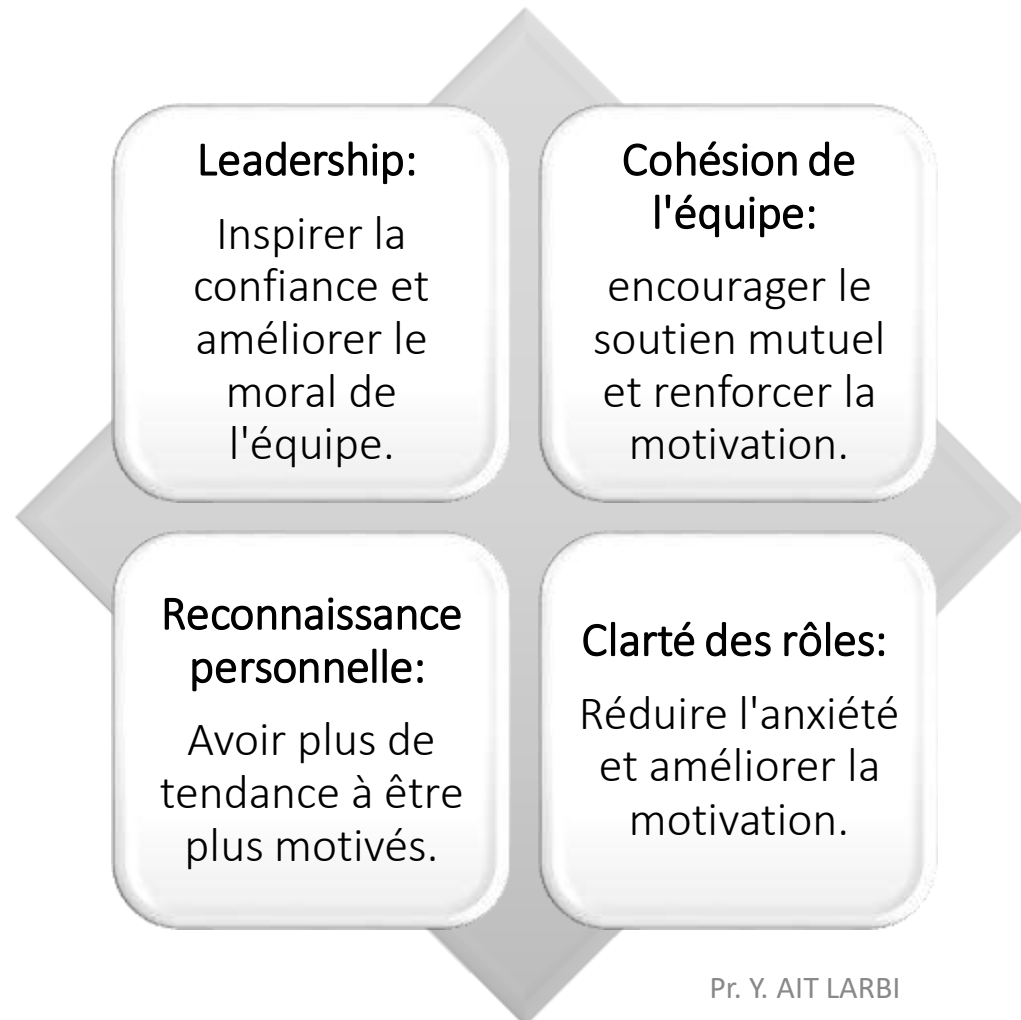 Leadership:
Inspirer la
confiance et
améliorer le
moral de
l'équipe.
Cohésion de
l'équipe:
encourager le
soutien mutuel
et renforcer la
motivation.
Reconnaissance
personnelle:
Avoir plus de
tendance à être
plus motivés.
Clarté des rôles:
Réduire l'anxiété
et améliorer la
motivation.
Pr. Y. AIT LARBI